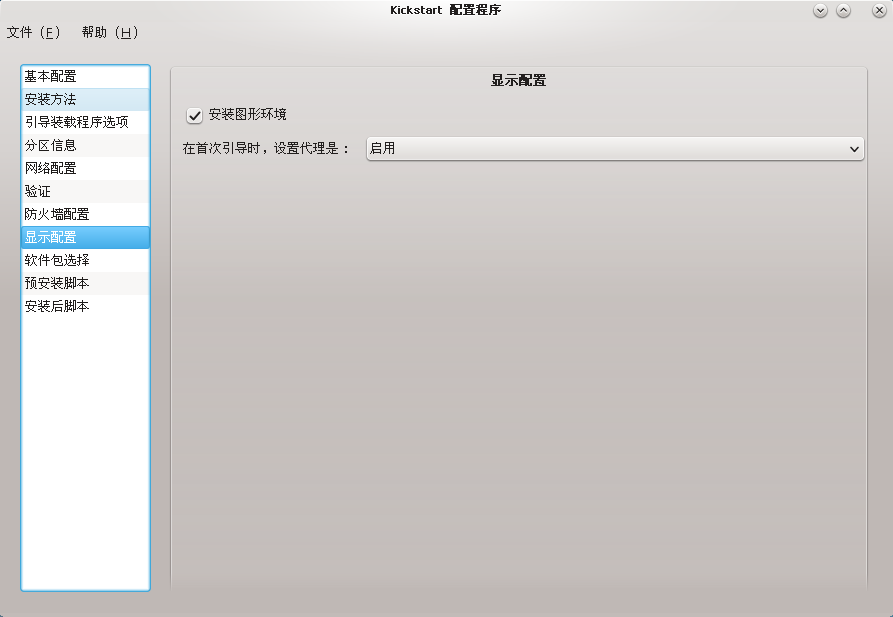 Kickstart 配置程序
文件（F） 帮助（H）
基本配置
安装方法
引导装载程序选项
分区信息
网络配置
验证
防火墙配置
显示配置
软件包选择
预安装脚本
安装后脚本
显示配置
安装图形环境
在首次引导时，设置代理是： 启用